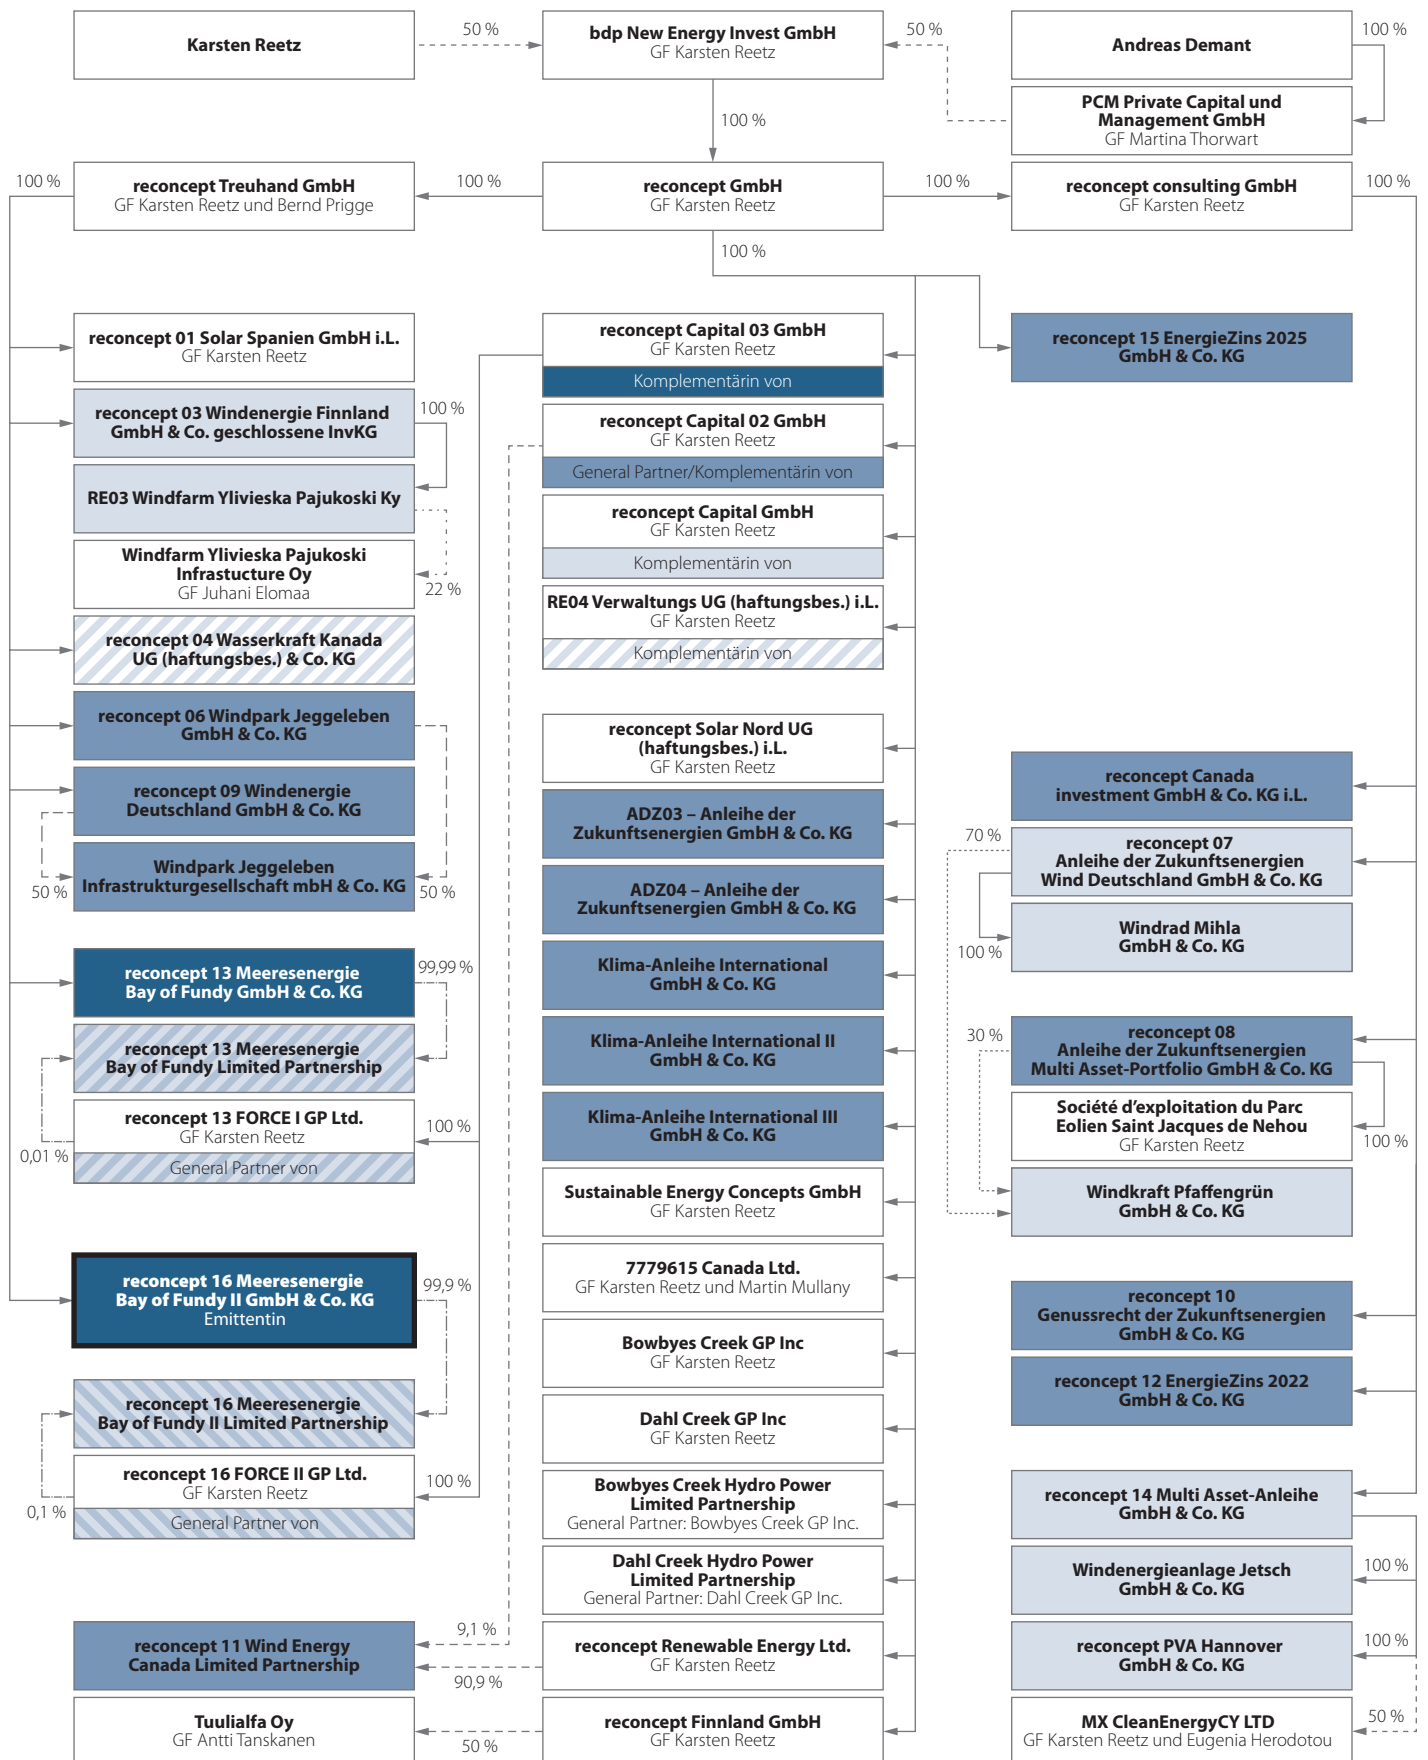 Karsten Reetz
50 %
bdp New Energy Invest GmbH
GF Karsten Reetz
50 %
Andreas Demant
100 %
PCM Private Capital und
Management GmbH
GF Martina Thorwart
100 %
100 %
reconcept Treuhand GmbH
GF Karsten Reetz und Bernd Prigge
100 %
reconcept GmbH
GF Karsten Reetz
100 %
reconcept consulting GmbH
GF Karsten Reetz
100 %
100 %
reconcept 01 Solar Spanien GmbH i.L.
GF Karsten Reetz
reconcept 03 Windenergie Finnland
GmbH & Co. geschlossene InvKG
100 %
RE03 Windfarm Ylivieska Pajukoski Ky
Windfarm Ylivieska Pajukoski
Infrastucture Oy
GF Juhani Elomaa
22 %
reconcept 04 Wasserkraft Kanada
UG (haftungsbes.) & Co. KG
reconcept 06 Windpark Jeggeleben
GmbH & Co. KG
reconcept 09 Windenergie
Deutschland GmbH & Co. KG
Windpark Jeggeleben
Infrastrukturgesellschaft mbH & Co. KG
50 %
50 %
reconcept 13 Meeresenergie
Bay of Fundy GmbH & Co. KG
99,99 %
reconcept 13 Meeresenergie
Bay of Fundy Limited Partnership
reconcept 13 FORCE I GP Ltd.
GF Karsten Reetz
General Partner von
100 %
0,01 %
reconcept 16 Meeresenergie
Bay of Fundy II GmbH & Co. KG
Emittentin
99,9 %
reconcept 16 Meeresenergie
Bay of Fundy II Limited Partnership
reconcept 16 FORCE II GP Ltd.
GF Karsten Reetz
General Partner von
100 %
0,1 %
reconcept 11 Wind Energy
Canada Limited Partnership
9,1 %
90,9 %
Tuulialfa Oy
GF Antti Tanskanen
50 %
reconcept Capital 03 GmbH
GF Karsten Reetz
Komplementärin von
reconcept Capital 02 GmbH
GF Karsten Reetz
General Partner/Komplementärin von
reconcept Capital GmbH
GF Karsten Reetz
Komplementärin von
RE04 Verwaltungs UG (haftungsbes.) i.L.
GF Karsten Reetz
Komplementärin von
reconcept Solar Nord UG
(haftungsbes.) i.L.
GF Karsten Reetz
ADZ03 – Anleihe der
Zukunftsenergien GmbH & Co. KG
ADZ04 – Anleihe der
Zukunftsenergien GmbH & Co. KG
Klima-Anleihe International
GmbH & Co. KG
Klima-Anleihe International II
GmbH & Co. KG
Klima-Anleihe International III
GmbH & Co. KG
Sustainable Energy Concepts GmbH
GF Karsten Reetz
7779615 Canada Ltd.
GF Karsten Reetz und Martin Mullany
Bowbyes Creek GP Inc
GF Karsten Reetz
Dahl Creek GP Inc
GF Karsten Reetz
Bowbyes Creek Hydro Power
Limited Partnership
General Partner: Bowbyes Creek GP Inc.
Dahl Creek Hydro Power
Limited Partnership
General Partner: Dahl Creek GP Inc.
reconcept Renewable Energy Ltd.
GF Karsten Reetz
reconcept Finnland GmbH
GF Karsten Reetz
reconcept 15 EnergieZins 2025
GmbH & Co. KG
reconcept Canada
investment GmbH & Co. KG i.L.
70 %
reconcept 07
Anleihe der Zukunftsenergien
Wind Deutschland GmbH & Co. KG
Windrad Mihla
GmbH & Co. KG
100 %
30 %
reconcept 08
Anleihe der Zukunftsenergien
Multi Asset-Portfolio GmbH & Co. KG
Société d’exploitation du Parc
Eolien Saint Jacques de Nehou
GF Karsten Reetz
100 %
Windkraft Pfaffengrün
GmbH & Co. KG
reconcept 10
Genussrecht der Zukunftsenergien
GmbH & Co. KG
reconcept 12 EnergieZins 2022
GmbH & Co. KG
reconcept 14 Multi Asset-Anleihe
GmbH & Co. KG
Windenergieanlage Jetsch
GmbH & Co. KG
100 %
reconcept PVA Hannover
GmbH & Co. KG
100 %
MX CleanEnergyCY LTD
GF Karsten Reetz und Eugenia Herodotou
50 %